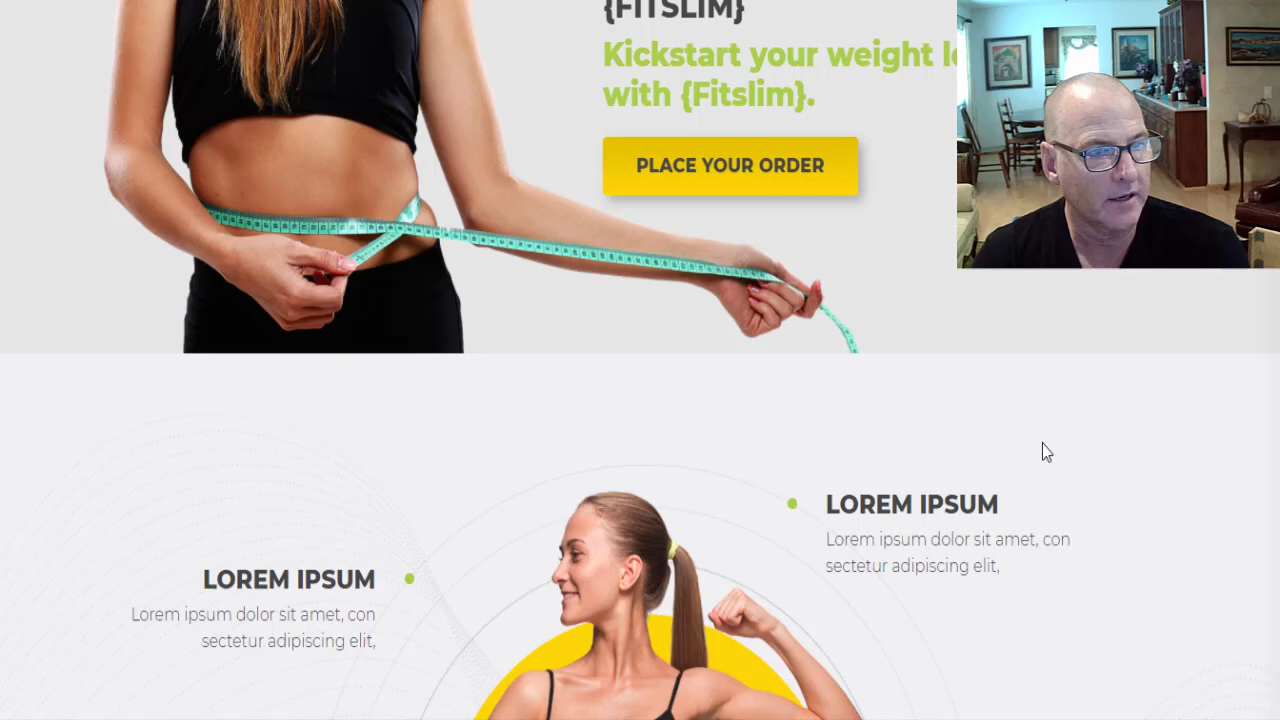 {FITSLIM}
Kickstart your weight
with {Fitslim}.
PLACE YOUR ORDER
LOREM IPSUM
Lorem ipsum dolor sit amet, con
sectetur adipiscing elit,
LOREM IPSUM
Lorem ipsum dolor sit amet, con
sectetur adipiscing elit,